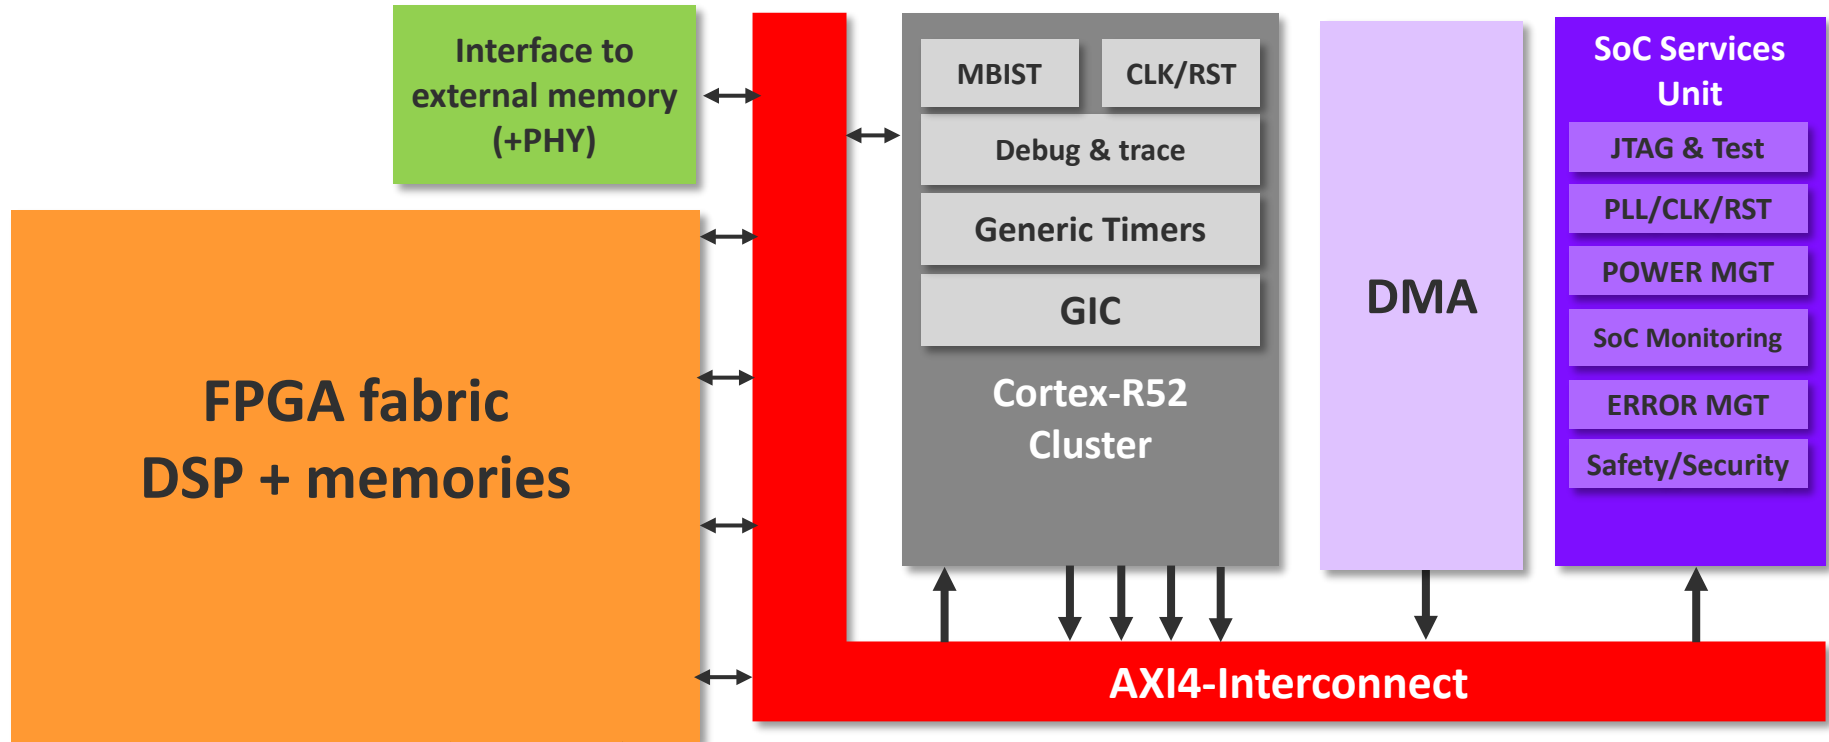 Interface to
external memory
(+PHY)
FPGA fabric
DSP + memories
MBIST
CLK/RST
Debug & trace
Generic Timers
GIC
Cortex-R52
Cluster
DMA
SoC Services
Unit
JTAG & Test
PLL/CLK/RST
POWER MGT
SoC Monitoring
ERROR MGT
Safety/Security
AXI4-Interconnect